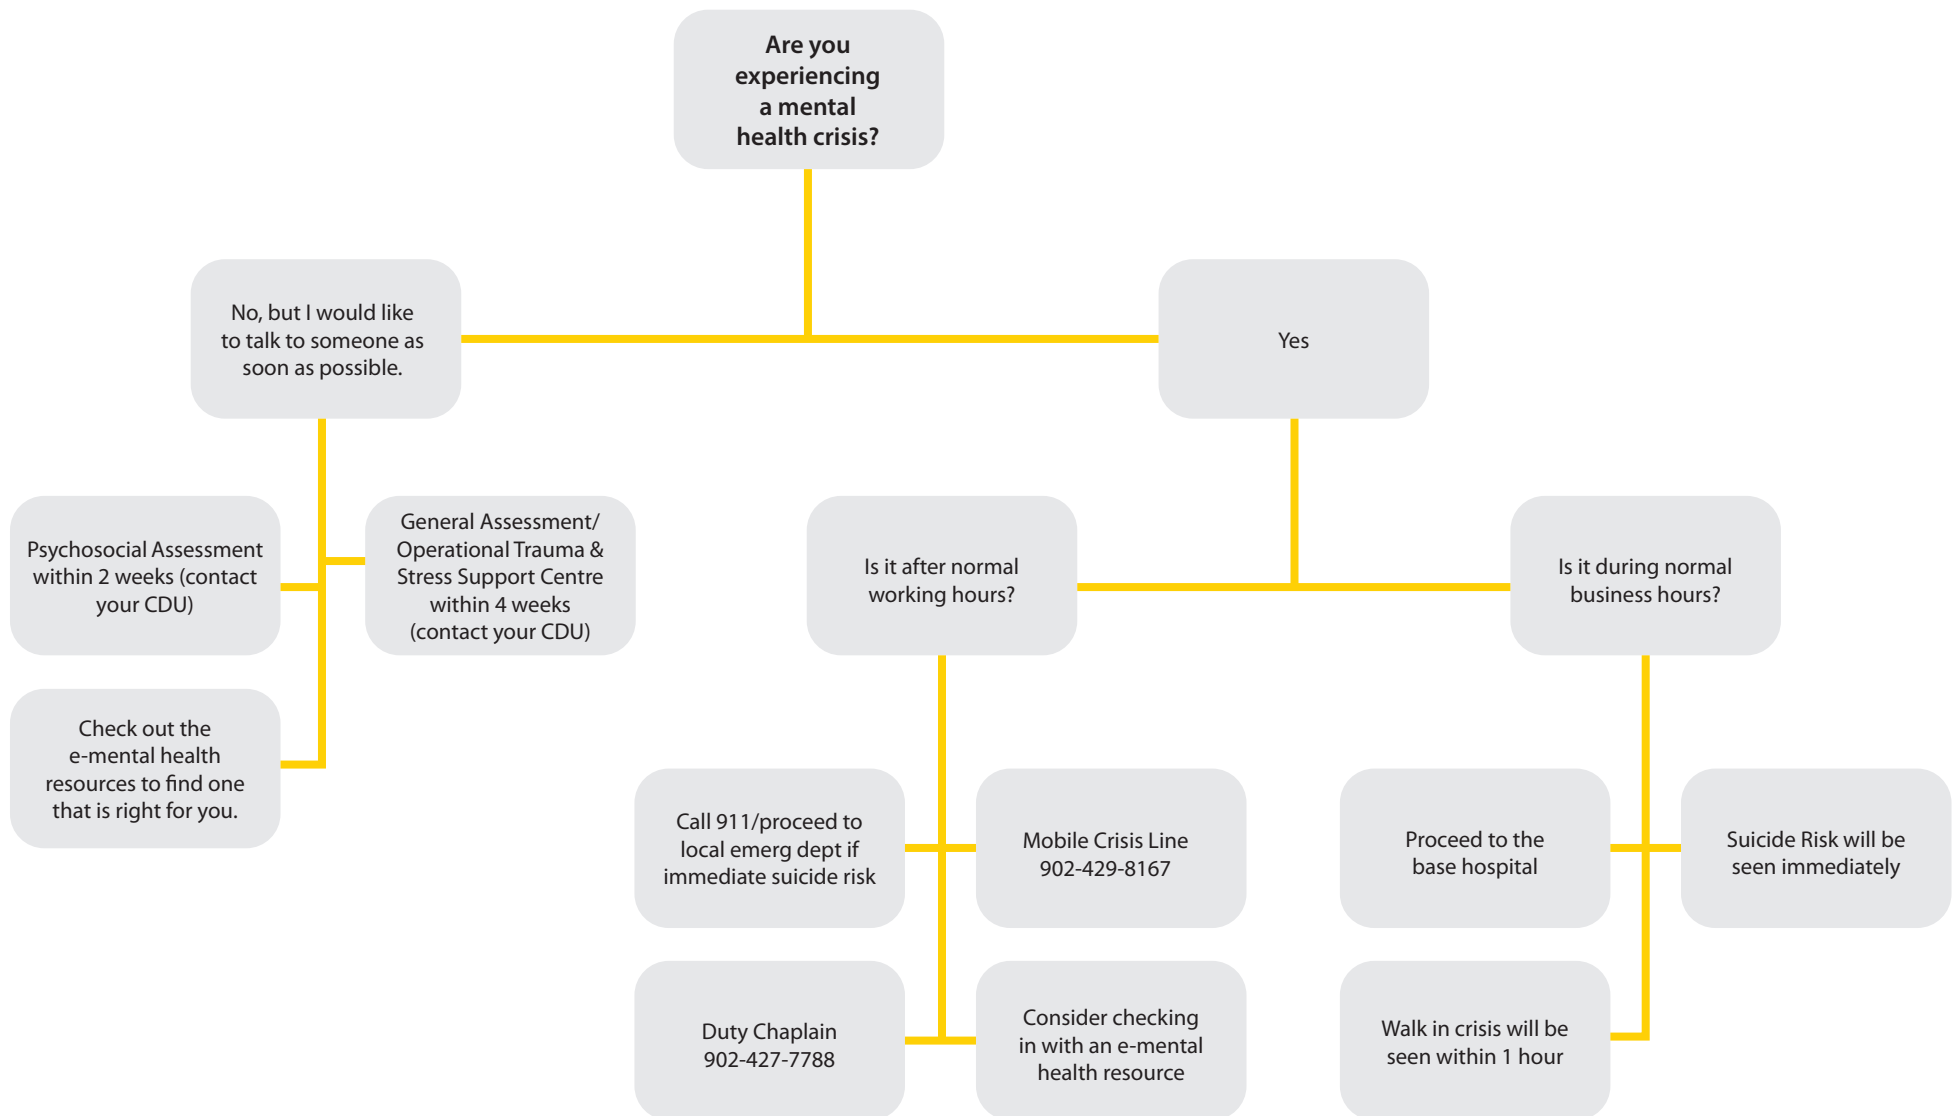 Are you
experiencing
a mental
health crisis?
No, but I would like
to talk to someone as
soon as possible.
Yes
Psychosocial Assessment
within 2 weeks (contact
your CDU)
General Assessment/
Operational Trauma &
Stress Support Centre
within 4 weeks
(contact your CDU)
Check out the
e-mental health
resources to find one
that is right for you.
Is it after normal
working hours?
Is it during normal
business hours?
Call 911/proceed to
local emerg dept if
immediate suicide risk
Mobile Crisis Line
902-429-8167
Duty Chaplain
902-427-7788
Consider checking
in with an e-mental
health resource
Proceed to the
base hospital
Suicide Risk will be
seen immediately
Walk in crisis will be
seen within 1 hour